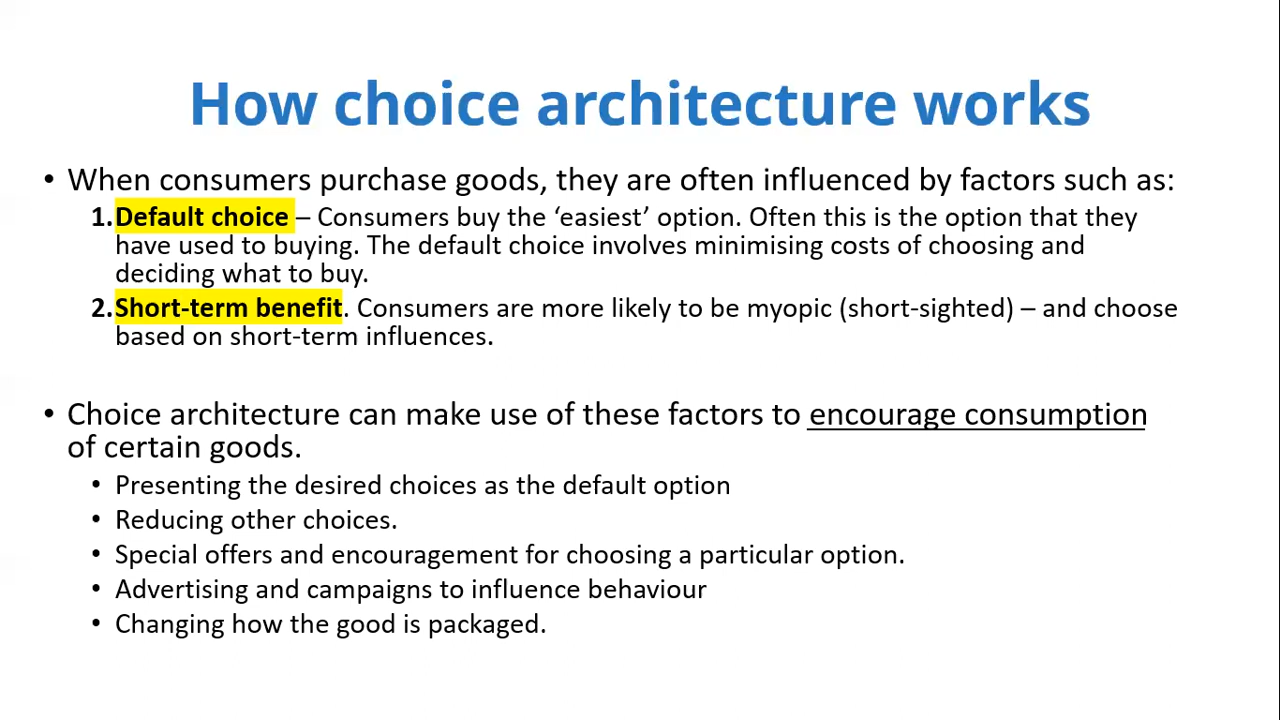 How choice architecture works
• When consumers purchase goods, they are often influenced by factors such as:
1. Default choice – Consumers buy the ‘easiest’ option. Often this is the option that they
have used to buying. The default choice involves minimising costs of choosing and
deciding what to buy.
2. Short-term benefit. Consumers are more likely to be myopic (short-sighted) – and choose
based on short-term influences.
• Choice architecture can make use of these factors to encourage consumption
of certain goods.
• Presenting the desired choices as the default option
• Reducing other choices.
• Special offers and encouragement for choosing a particular option.
• Advertising and campaigns to influence behaviour
• Changing how the good is packaged.